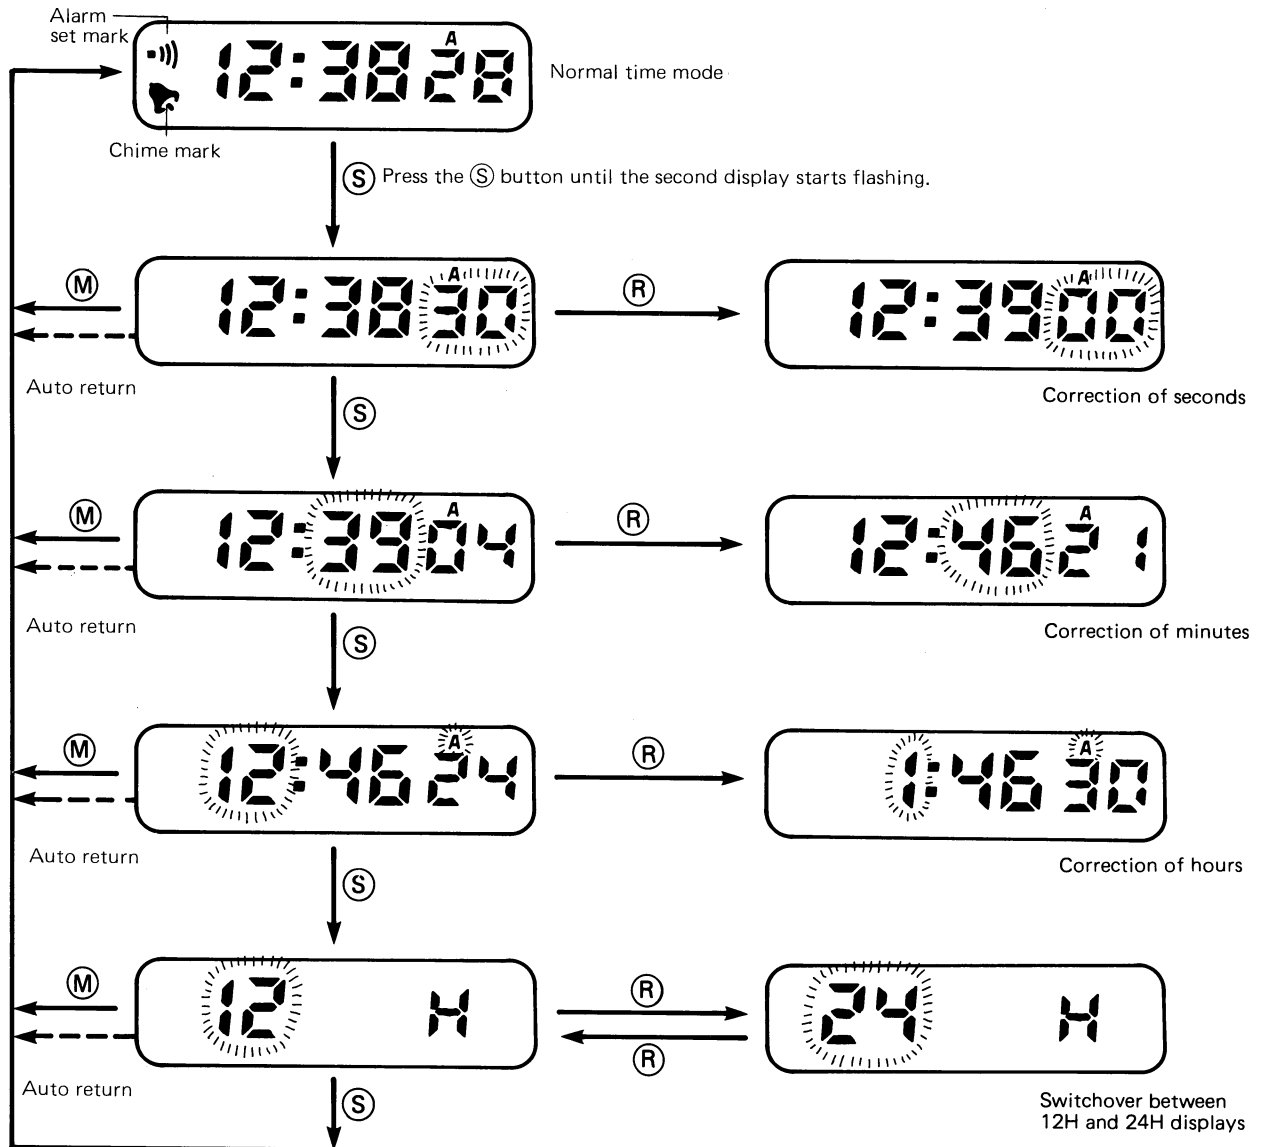 Alarm
set mark
12:38 A 28
Normal time mode
Chime mark
S Press the S button until the second display starts flashing.
M
12:38 A 30
R
12:39 A 00
Auto return
Correction of seconds
S
M
12:39 A 04
R
12:46 A 21
Auto return
Correction of minutes
S
M
12:46 A 24
R
1:46 A 30
Auto return
Correction of hours
S
M
12 H
R
R
24 H
Auto return
Switchover between
12H and 24H displays
S